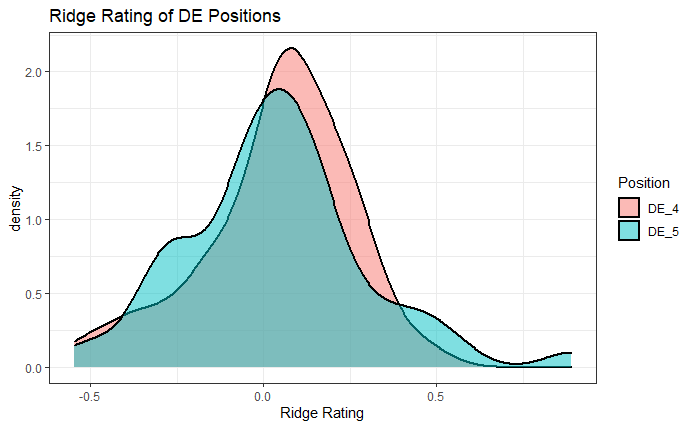 Ridge Rating of DE Positions
density
2.0
1.5
1.0
0.5
0.0
-0.5
0.0
0.5
Ridge Rating
Position
DE_4
DE_5